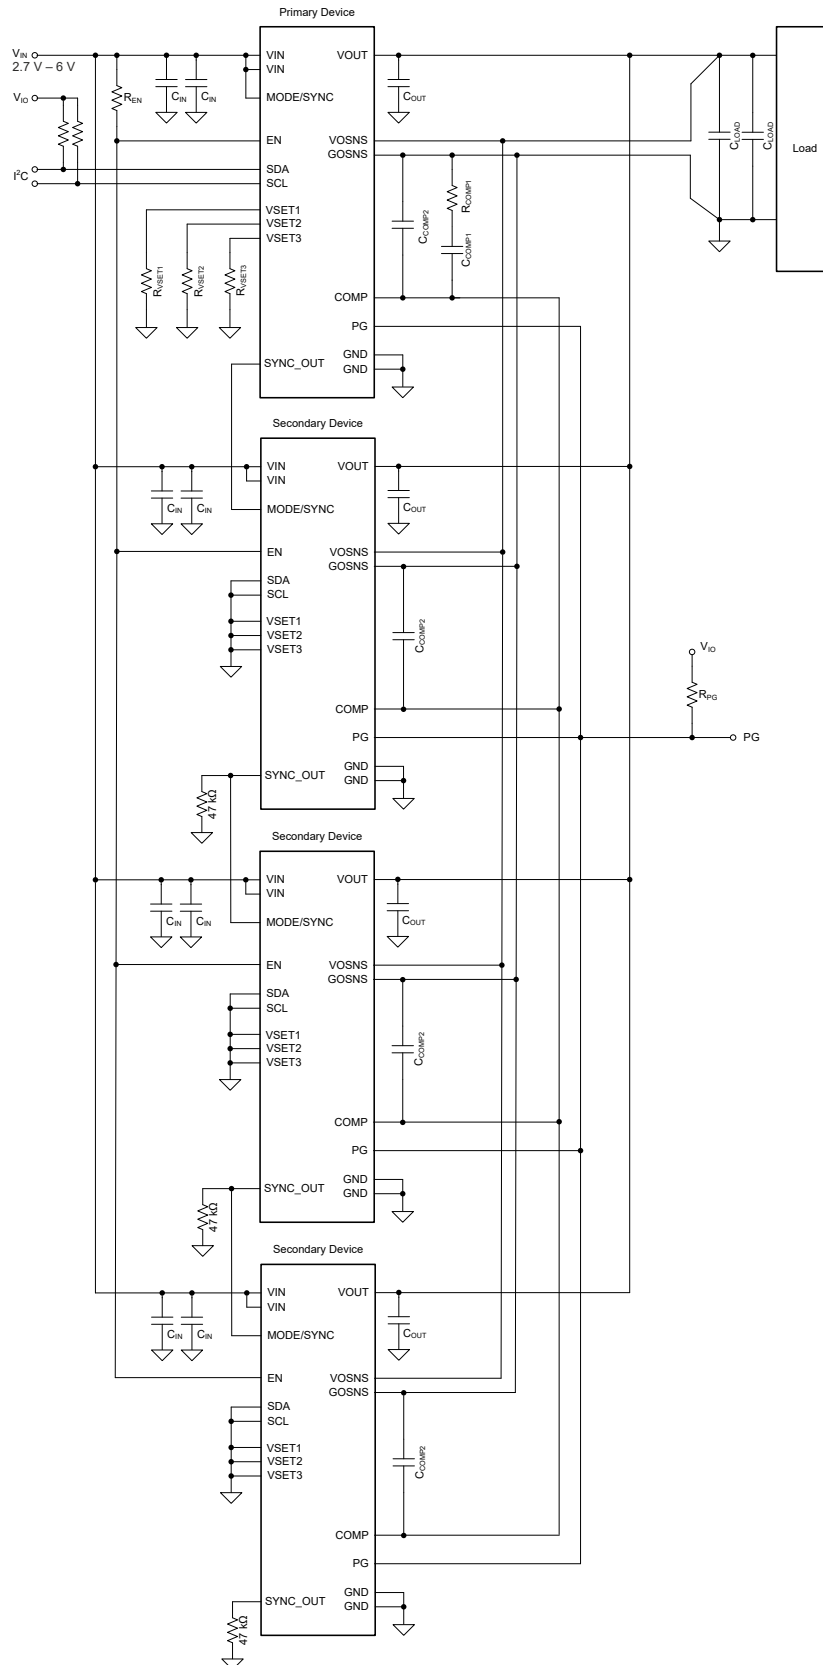 Primary Device
VIN
2.7 V – 6 V
VIO
I²C
REN
CIN
CIN
VIN
VIN
MODE/SYNC
EN
SDA
SCL
VSET1
VSET2
VSET3
RVSET1
RVSET2
RVSET3
SYNC_OUT
VOUT
VOSNS
GOSNS
COMP
PG
GND
GND
COUT
CCOMP2
RCOMP1
CCOMP1
CLOAD
CLOAD
Load
Secondary Device
CIN
CIN
VIN
VIN
MODE/SYNC
EN
SDA
SCL
VSET1
VSET2
VSET3
SYNC_OUT
47 kΩ
VOUT
VOSNS
GOSNS
COMP
PG
GND
GND
COUT
CCOMP2
VIO
RPG
PG
Secondary Device
CIN
CIN
VIN
VIN
MODE/SYNC
EN
SDA
SCL
VSET1
VSET2
VSET3
SYNC_OUT
47 kΩ
VOUT
VOSNS
GOSNS
COMP
PG
GND
GND
COUT
CCOMP2
Secondary Device
CIN
CIN
VIN
VIN
MODE/SYNC
EN
SDA
SCL
VSET1
VSET2
VSET3
SYNC_OUT
47 kΩ
VOUT
VOSNS
GOSNS
COMP
PG
GND
GND
COUT
CCOMP2